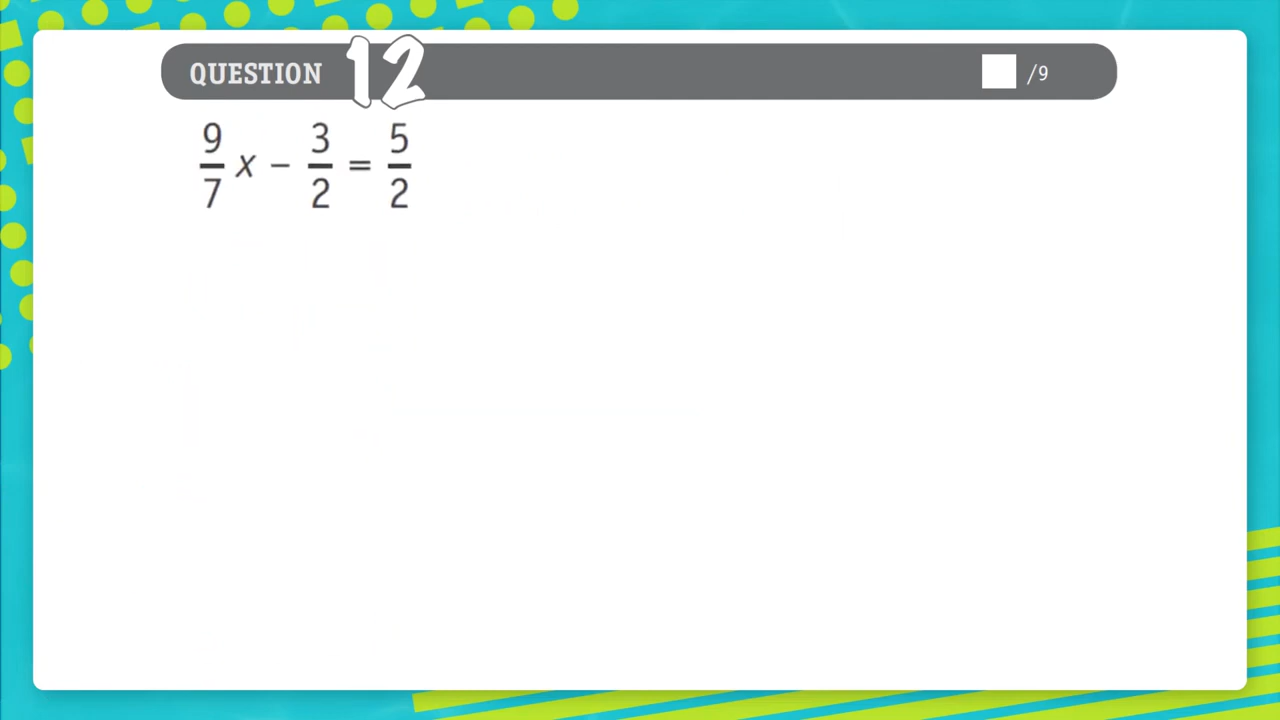 QUESTION 12 /9
9/7 x − 3/2 = 5/2